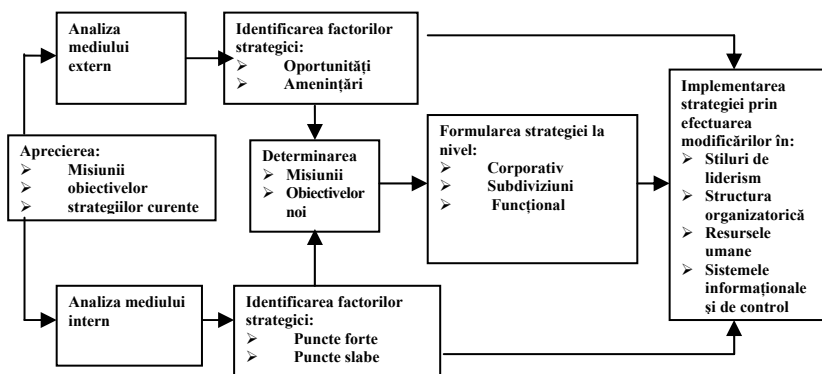 Analiza
mediului
extern
Identificarea factorilor
strategici:
➢ Oportunități
➢ Amenințări
Aprecierea:
➢ Misiunii
➢ obiectivelor
➢ strategiilor curente
Determinarea
➢ Misiunii
➢ Obiectivelor
noi
Formularea strategiei la
nivel:
➢ Corporativ
➢ Subdiviziuni
➢ Funcțional
Implementarea
strategiei prin
efectuarea
modificărilor în:
➢ Stiluri de
liderism
➢ Structura
organizatorică
➢ Resursele
umane
➢ Sistemele
informaționale
și de control
Analiza mediului
intern
Identificarea factorilor
strategici:
➢ Puncte forte
➢ Puncte slabe